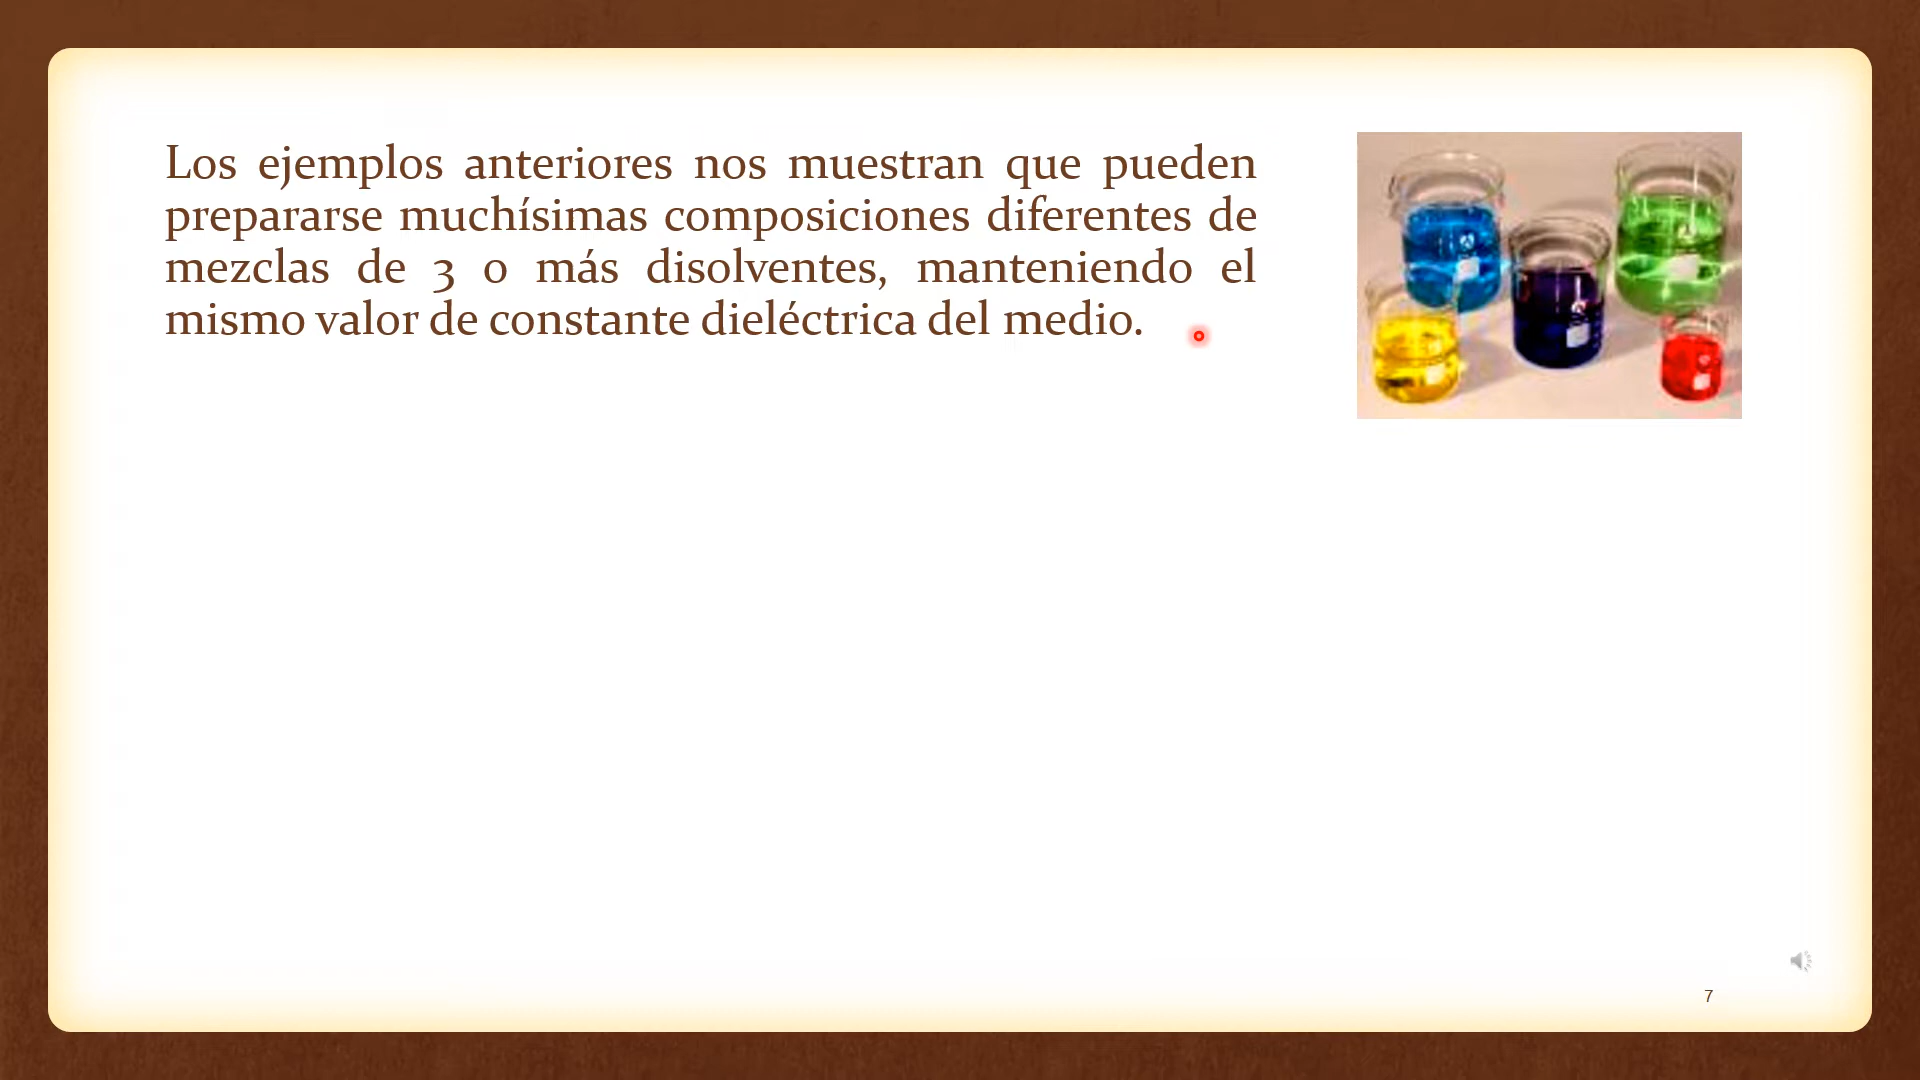 Los ejemplos anteriores nos muestran que pueden
prepararse muchísimas composiciones diferentes de
mezclas de 3 o más disolventes, manteniendo el
mismo valor de constante dieléctrica del medio.
7